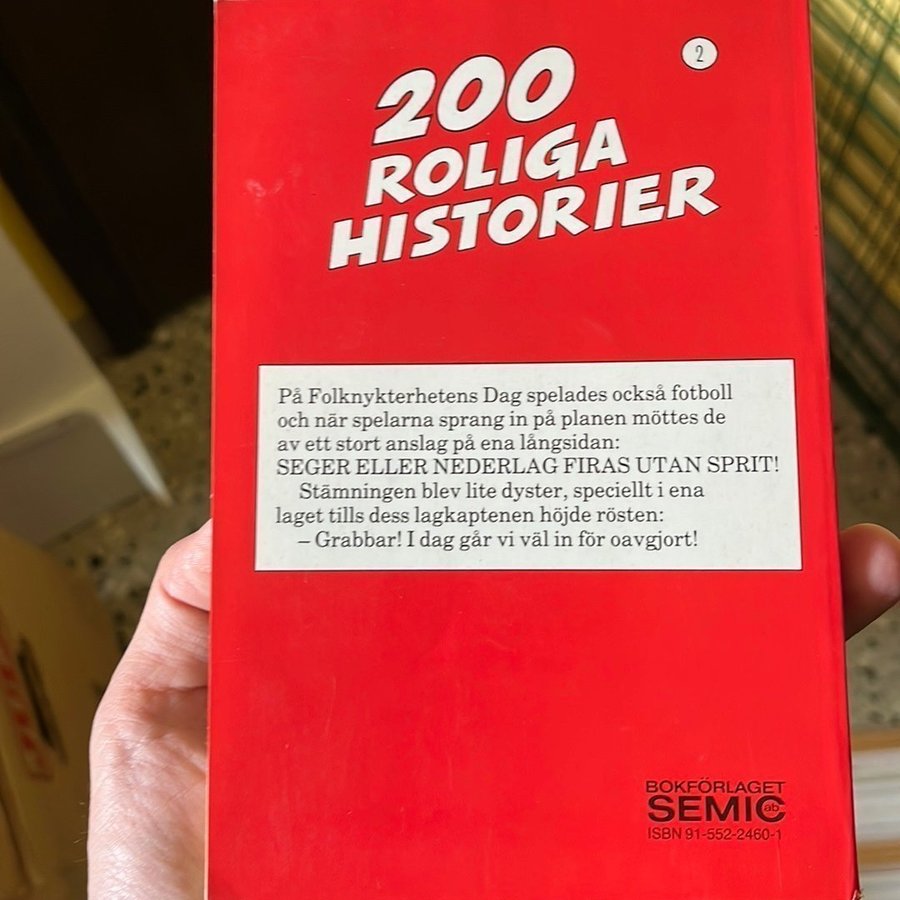 2
200
ROLIGA
HISTORIER
På Folknykterhetens Dag spelades också fotboll
och när spelarna sprang in på planen möttes de
av ett stort anslag på ena långsidan:
SEGER ELLER NEDERLAG FIRAS UTAN SPRIT!
Stämningen blev lite dyster, speciellt i ena
laget tills dess lagkaptenen höjde rösten:
– Grabbar! I dag går vi väl in för oavgjort!
BOKFÖRLAGET
SEMIC ab
ISBN 91-552-2460-1